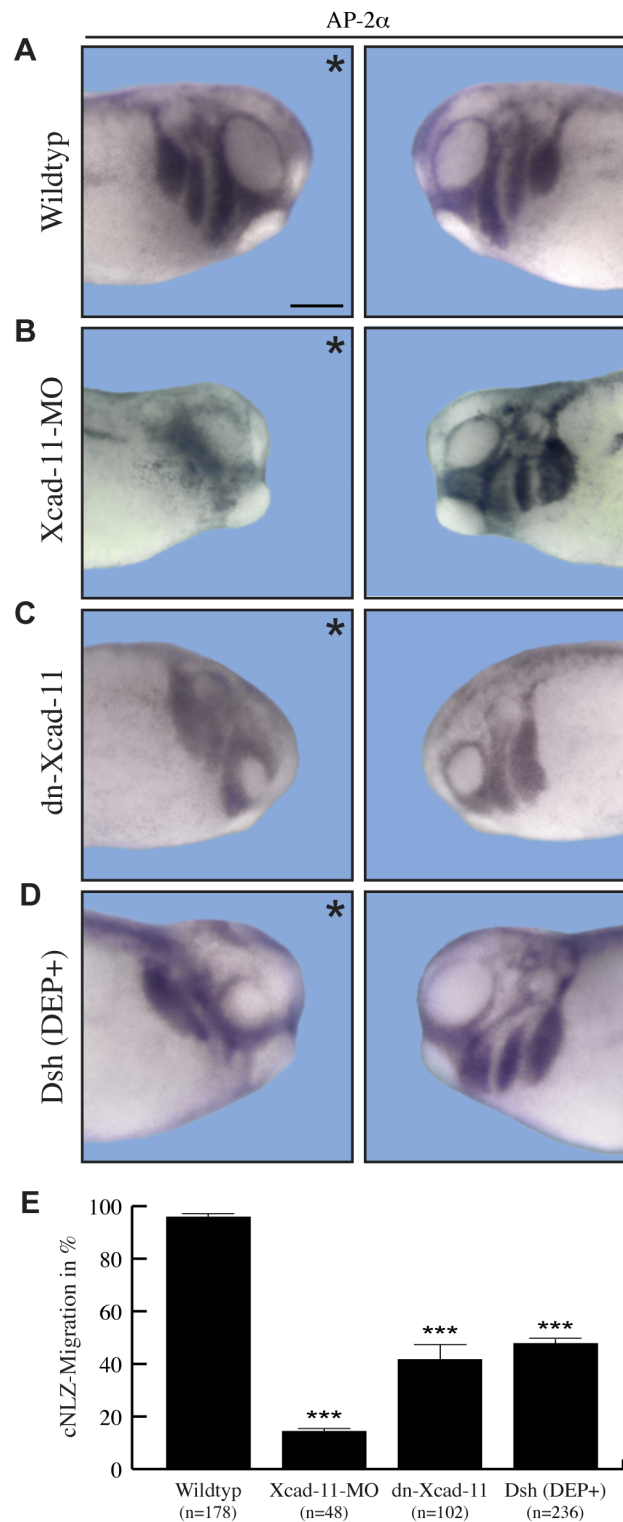 AP-2α
A
*
Wildtyp
B
*
Xcad-11-MO
C
*
dn-Xcad-11
D
*
Dsh (DEP+)
E
cNLZ-Migration in %
100
80
60
40
20
0
***
***
***
Wildtyp Xcad-11-MO dn-Xcad-11 Dsh (DEP+)
(n=178) (n=48) (n=102) (n=236)